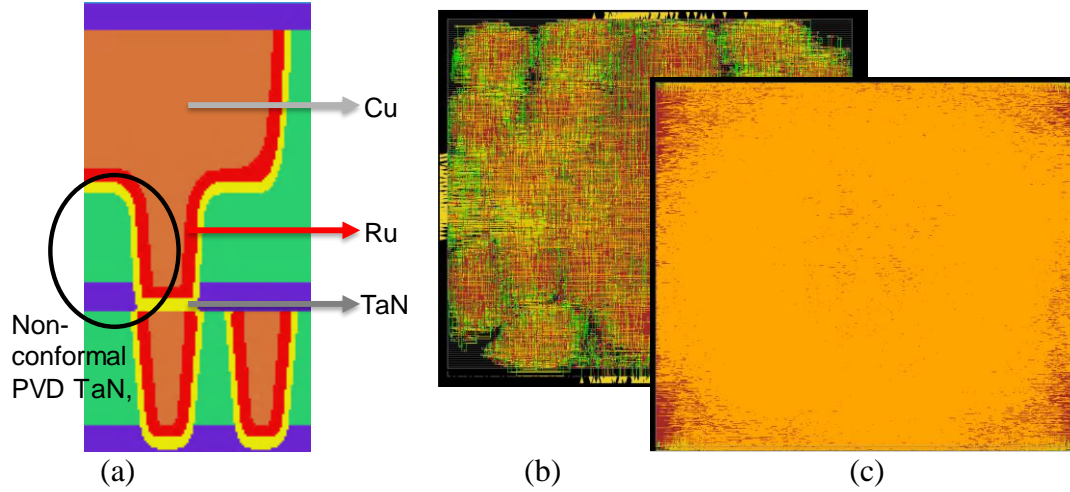 Cu
Ru
TaN
Non-
conformal
PVD TaN,
(a)
(b)
(c)